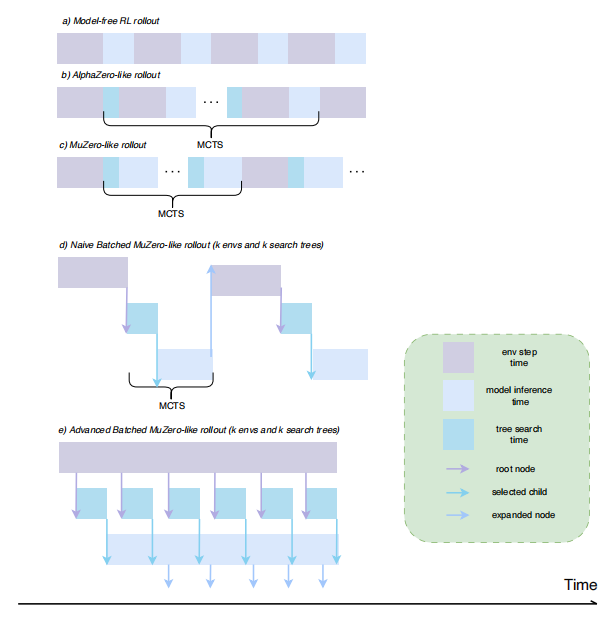 a) Model-free RL rollout
b) AlphaZero-like rollout
...
MCTS
c) MuZero-like rollout
... ...
MCTS
d) Naive Batched MuZero-like rollout (k envs and k search trees)
MCTS
e) Advanced Batched MuZero-like rollout (k envs and k search trees)
env step
time
model inference
time
tree search
time
root node
selected child
expanded node
Time